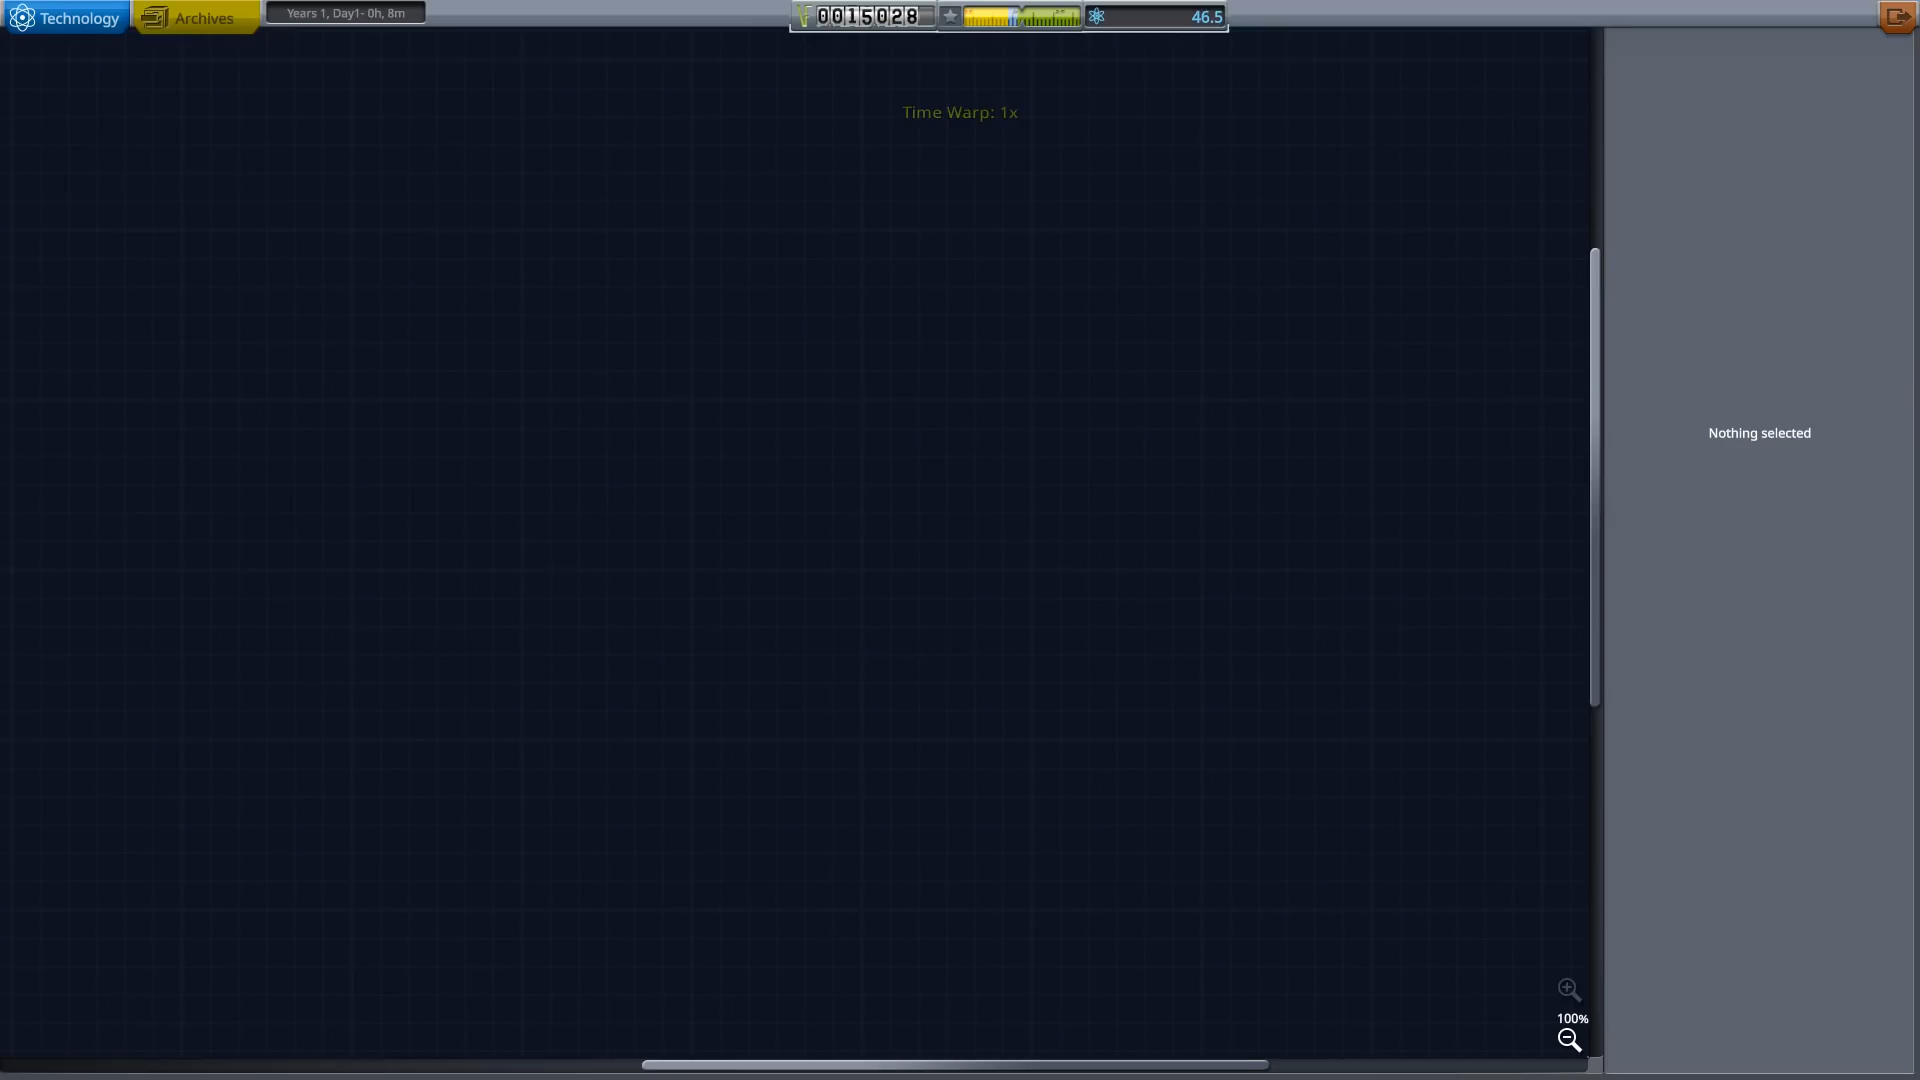 Technology
Archives
Years 1, Day1- 0h, 8m
0015028
46.5
Time Warp: 1x
Nothing selected
100%